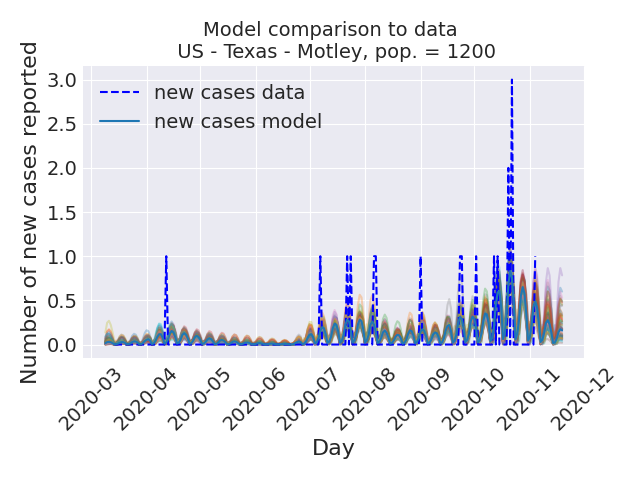 Model comparison to data
US - Texas - Motley, pop. = 1200
Number of new cases reported
3.0
2.5
2.0
1.5
1.0
0.5
0.0
new cases data
new cases model
2020-03
2020-04
2020-05
2020-06
2020-07
2020-08
2020-09
2020-10
2020-11
2020-12
Day